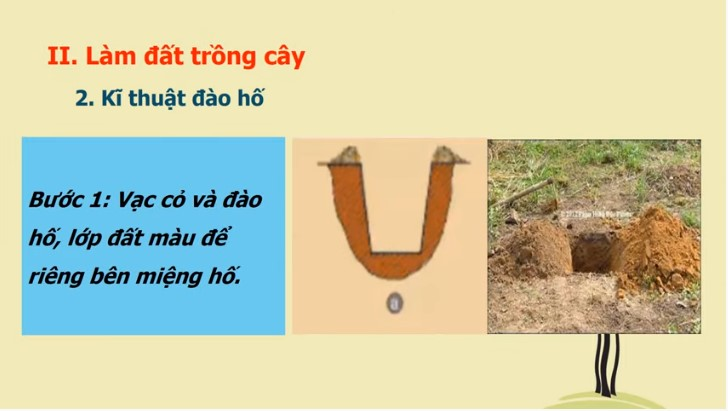 II. Làm đất trồng cây
2. Kĩ thuật đào hố
Bước 1: Vạc cỏ và đào
hố, lớp đất màu để
riêng bên miệng hố.
a